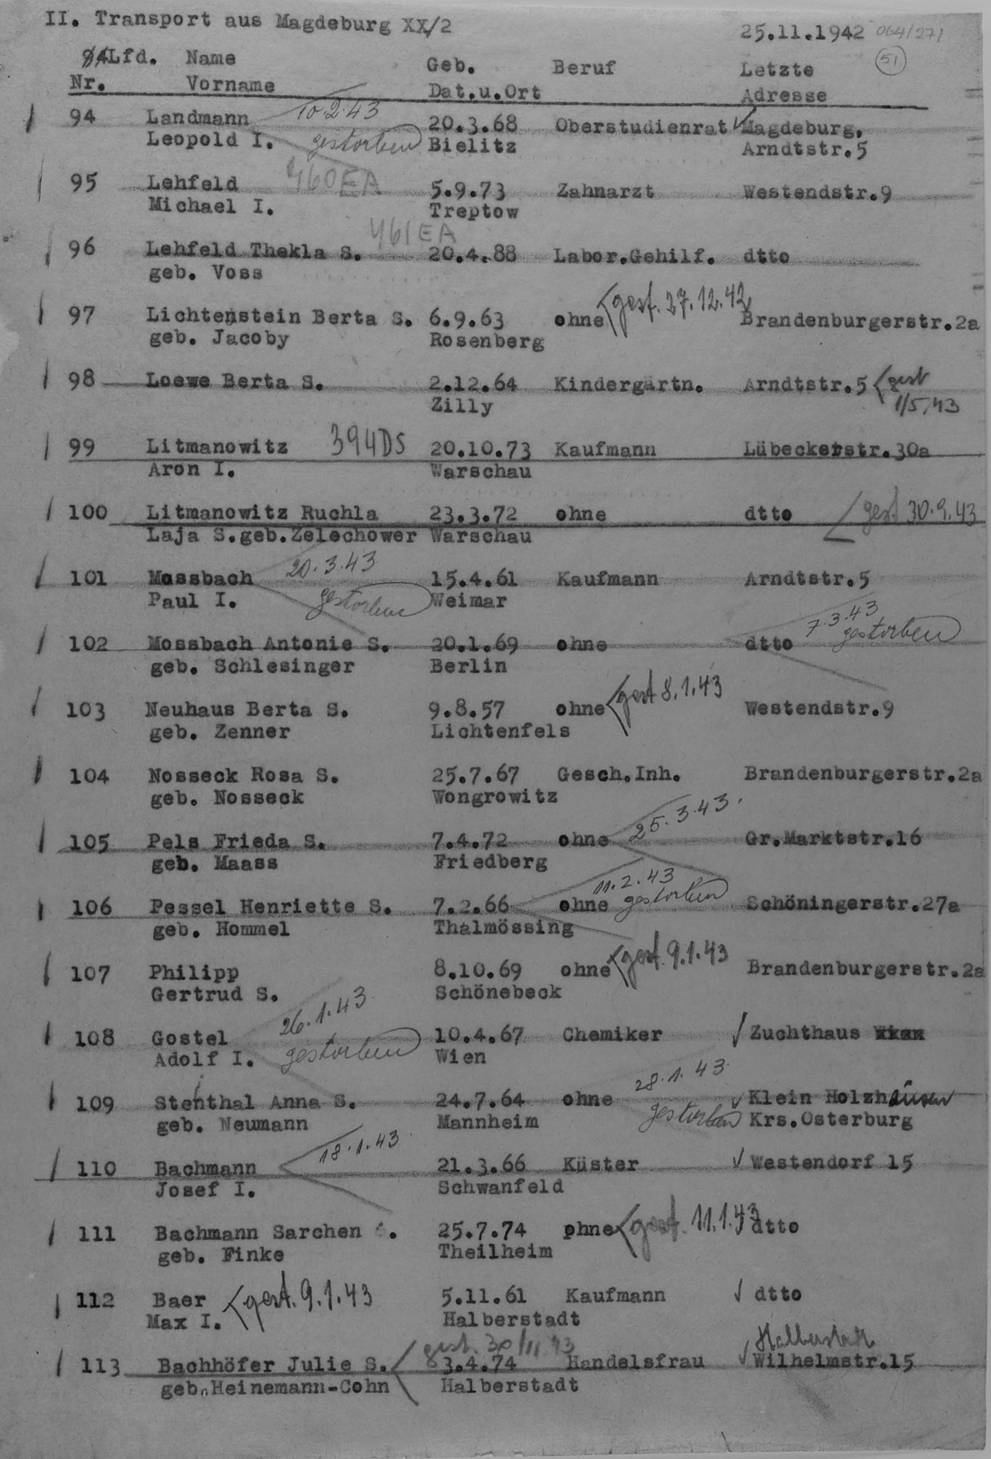 II. Transport aus Magdeburg XX/2 25.11.1942 064/271
Lfd. Name Geb. Beruf Letzte (51)
Nr. Vorname Dat.u.Ort Adresse
94 Landmann 10.2.43 20.3.68 Oberstudienrat Magdeburg,
Leopold I. gestorben Bielitz Arndtstr.5
95 Lehfeld 460EA 5.9.73 Zahnarzt Westendstr.9
Michael I. Treptow
96 Lehfeld Thekla S. 461EA 20.4.88 Labor.Gehilf. dtto
geb. Voss
97 Lichtenstein Berta S. 6.9.63 ohne gest. 27.12.42 Brandenburgerstr.2a
geb. Jacoby Rosenberg
98 Loewe Berta S. 2.12.64 Kindergärtn. Arndtstr.5 gest
Zilly 1/5.43
99 Litmanowitz 394DS 20.10.73 Kaufmann Lübeckerstr.30a
Aron I. Warschau
100 Litmanowitz Ruchla 23.3.72 ohne dtto gest 30.9.43
Laja S.geb.Zelechower Warschau
101 Mossbach 20.3.43 15.4.61 Kaufmann Arndtstr.5
Paul I. gestorben Weimar
102 Mossbach Antonie S. 20.1.69 ohne dtto 7.3.43 gestorben
geb. Schlesinger Berlin
103 Neuhaus Berta S. 9.8.57 ohne gest 8.1.43 Westendstr.9
geb. Zenner Lichtenfels
104 Nosseck Rosa S. 25.7.67 Gesch.Inh. Brandenburgerstr.2a
geb. Nosseck Wongrowitz
105 Pels Frieda S. 7.4.72 ohne 25.3.43. Gr.Marktstr.16
geb. Maass Friedberg
106 Pessel Henriette S. 7.2.66 ohne 11.2.43 gestorben Schöningerstr.27a
geb. Hommel Thalmössing
107 Philipp 8.10.69 ohne gest. 9.1.43 Brandenburgerstr.2a
Gertrud S. Schönebeck
108 Gostel 26.1.43 10.4.67 Chemiker Zuchthaus
Adolf I. gestorben Wien
109 Stenthal Anna S. 24.7.64 ohne 28.1.43 Klein Holzhausen
geb. Neumann Mannheim gestorben Krs.Osterburg
110 Bachmann 18.1.43 21.3.66 Küster Westendorf 15
Josef I. Schwanfeld
111 Bachmann Sarchen S. 25.7.74 ohne gest. 11.1.43 dtto
geb. Finke Theilheim
112 Baer gest. 9.1.43 5.11.61 Kaufmann dtto
Max I. Halberstadt
gest. 30/11 43 Halberstadt
113 Bachhöfer Julie S. 3.4.74 Handelsfrau Wilhelmstr.15
geb. Heinemann-Cohn Halberstadt